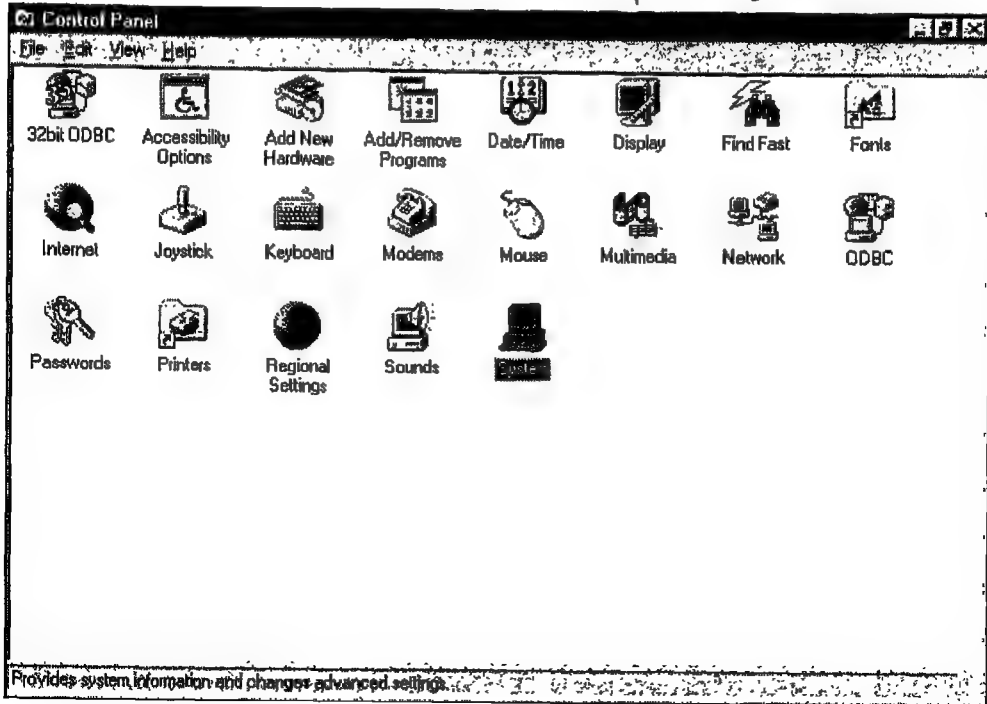 Control Panel
File Edit View Help
32bit ODBC
Accessibility Options
Add New Hardware
Add/Remove Programs
Date/Time
Display
Find Fast
Fonts
Internet
Joystick
Keyboard
Modems
Mouse
Multimedia
Network
ODBC
Passwords
Printers
Regional Settings
Sounds
System
Provides system information and changes advanced settings.